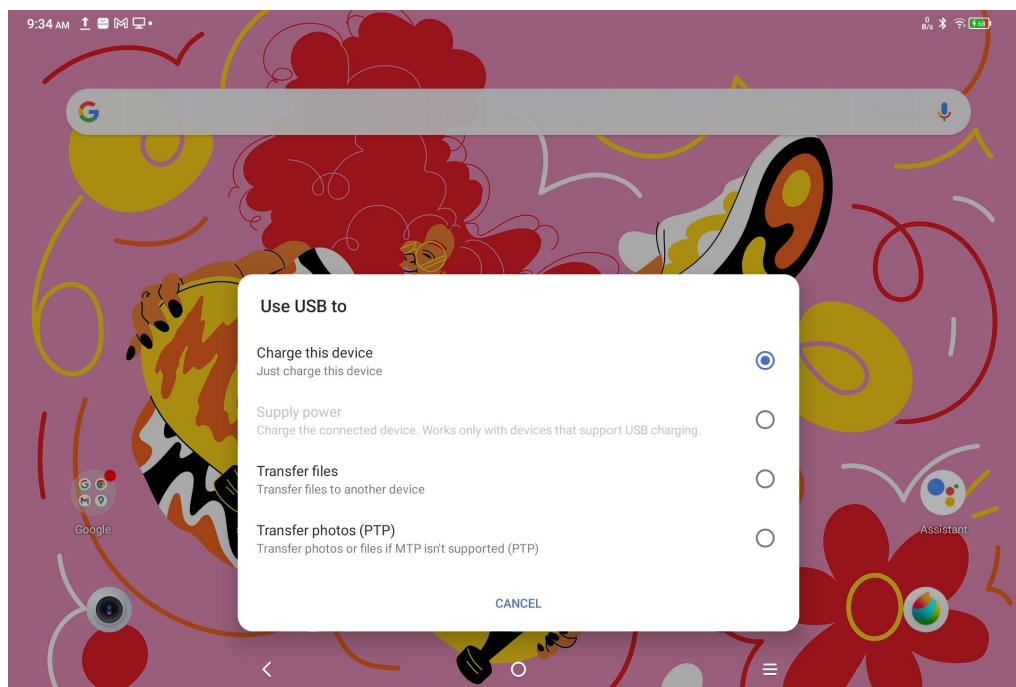 9:34 AM
0
B/s
68
Use USB to
Charge this device
Just charge this device
Supply power
Charge the connected device. Works only with devices that support USB charging.
Transfer files
Transfer files to another device
Transfer photos (PTP)
Transfer photos or files if MTP isn't supported (PTP)
CANCEL
Google
Assistant